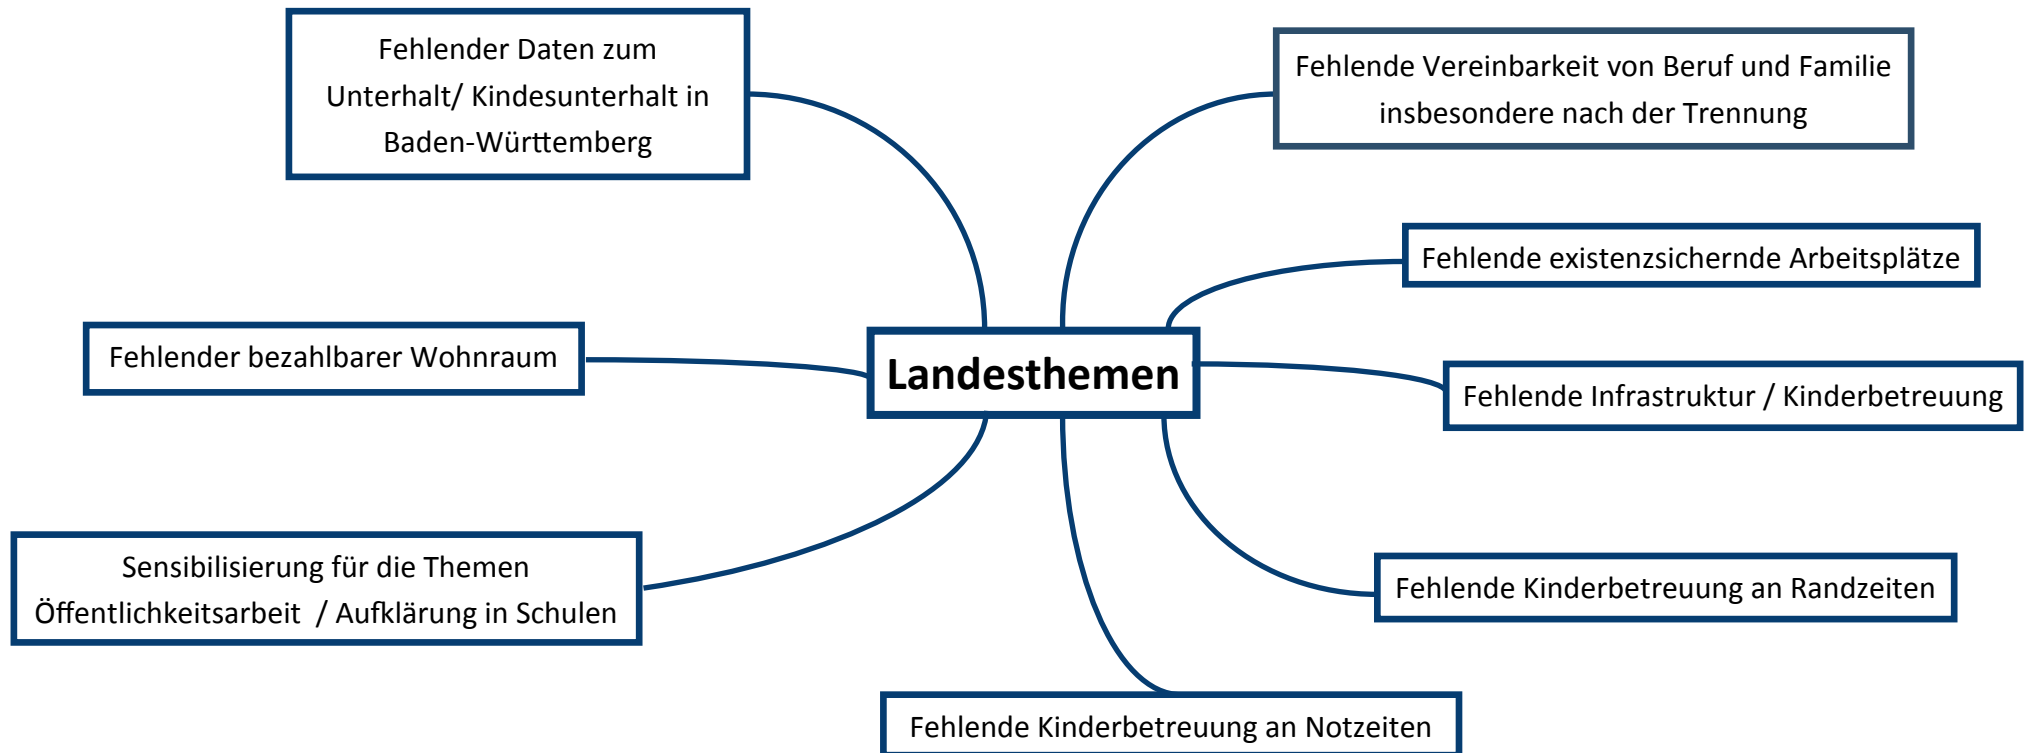 Fehlender Daten zum
Unterhalt/ Kindesunterhalt in
Baden-Württemberg
Fehlende Vereinbarkeit von Beruf und Familie
insbesondere nach der Trennung
Fehlende existenzsichernde Arbeitsplätze
Fehlender bezahlbarer Wohnraum
Landesthemen
Fehlende Infrastruktur / Kinderbetreuung
Sensibilisierung für die Themen
Öffentlichkeitsarbeit / Aufklärung in Schulen
Fehlende Kinderbetreuung an Randzeiten
Fehlende Kinderbetreuung an Notzeiten